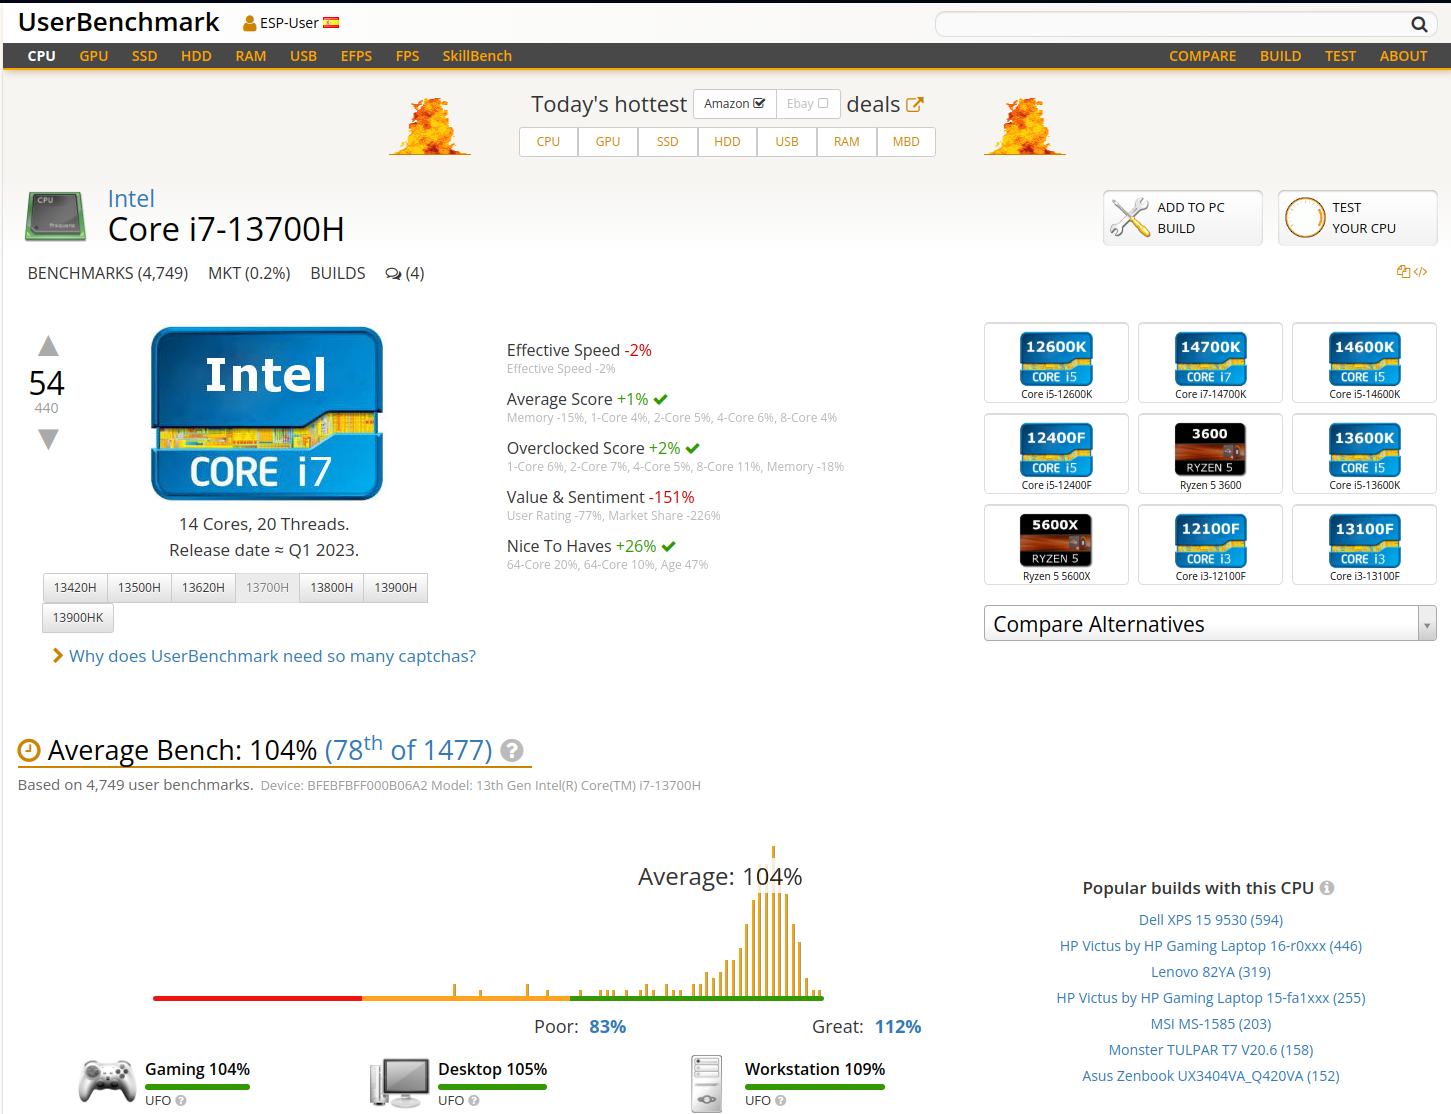 UserBenchmark ESP-User
CPU GPU SSD HDD RAM USB EFPS FPS SkillBench COMPARE BUILD TEST ABOUT
Today's hottest Amazon Ebay deals
CPU GPU SSD HDD USB RAM MBD
CPU
Intel
Core i7-13700H
ADD TO PC
BUILD
TEST
YOUR CPU
BENCHMARKS (4,749) MKT (0.2%) BUILDS (4)
54
440
Intel
CORE i7
14 Cores, 20 Threads.
Release date ≈ Q1 2023.
13420H 13500H 13620H 13700H 13800H 13900H
13900HK
Why does UserBenchmark need so many captchas?
Effective Speed -2%
Effective Speed -2%
Average Score +1%
Memory -15%, 1-Core 4%, 2-Core 5%, 4-Core 6%, 8-Core 4%
Overclocked Score +2%
1-Core 6%, 2-Core 7%, 4-Core 5%, 8-Core 11%, Memory -18%
Value & Sentiment -151%
User Rating -77%, Market Share -226%
Nice To Haves +26%
64-Core 20%, 64-Core 10%, Age 47%
12600K
CORE i5
Core i5-12600K
14700K
CORE i7
Core i7-14700K
14600K
CORE i5
Core i5-14600K
12400F
CORE i5
Core i5-12400F
3600
RYZEN 5
Ryzen 5 3600
13600K
CORE i5
Core i5-13600K
5600X
RYZEN 5
Ryzen 5 5600X
12100F
CORE i3
Core i3-12100F
13100F
CORE i3
Core i3-13100F
Compare Alternatives
Average Bench: 104% (78th of 1477)
Based on 4,749 user benchmarks. Device: BFEBFBFF000B06A2 Model: 13th Gen Intel(R) Core(TM) i7-13700H
Average: 104%
Poor: 83% Great: 112%
Gaming 104%
UFO
Desktop 105%
UFO
Workstation 109%
UFO
Popular builds with this CPU
Dell XPS 15 9530 (594)
HP Victus by HP Gaming Laptop 16-r0xxx (446)
Lenovo 82YA (319)
HP Victus by HP Gaming Laptop 15-fa1xxx (255)
MSI MS-1585 (203)
Monster TULPAR T7 V20.6 (158)
Asus Zenbook UX3404VA_Q420VA (152)